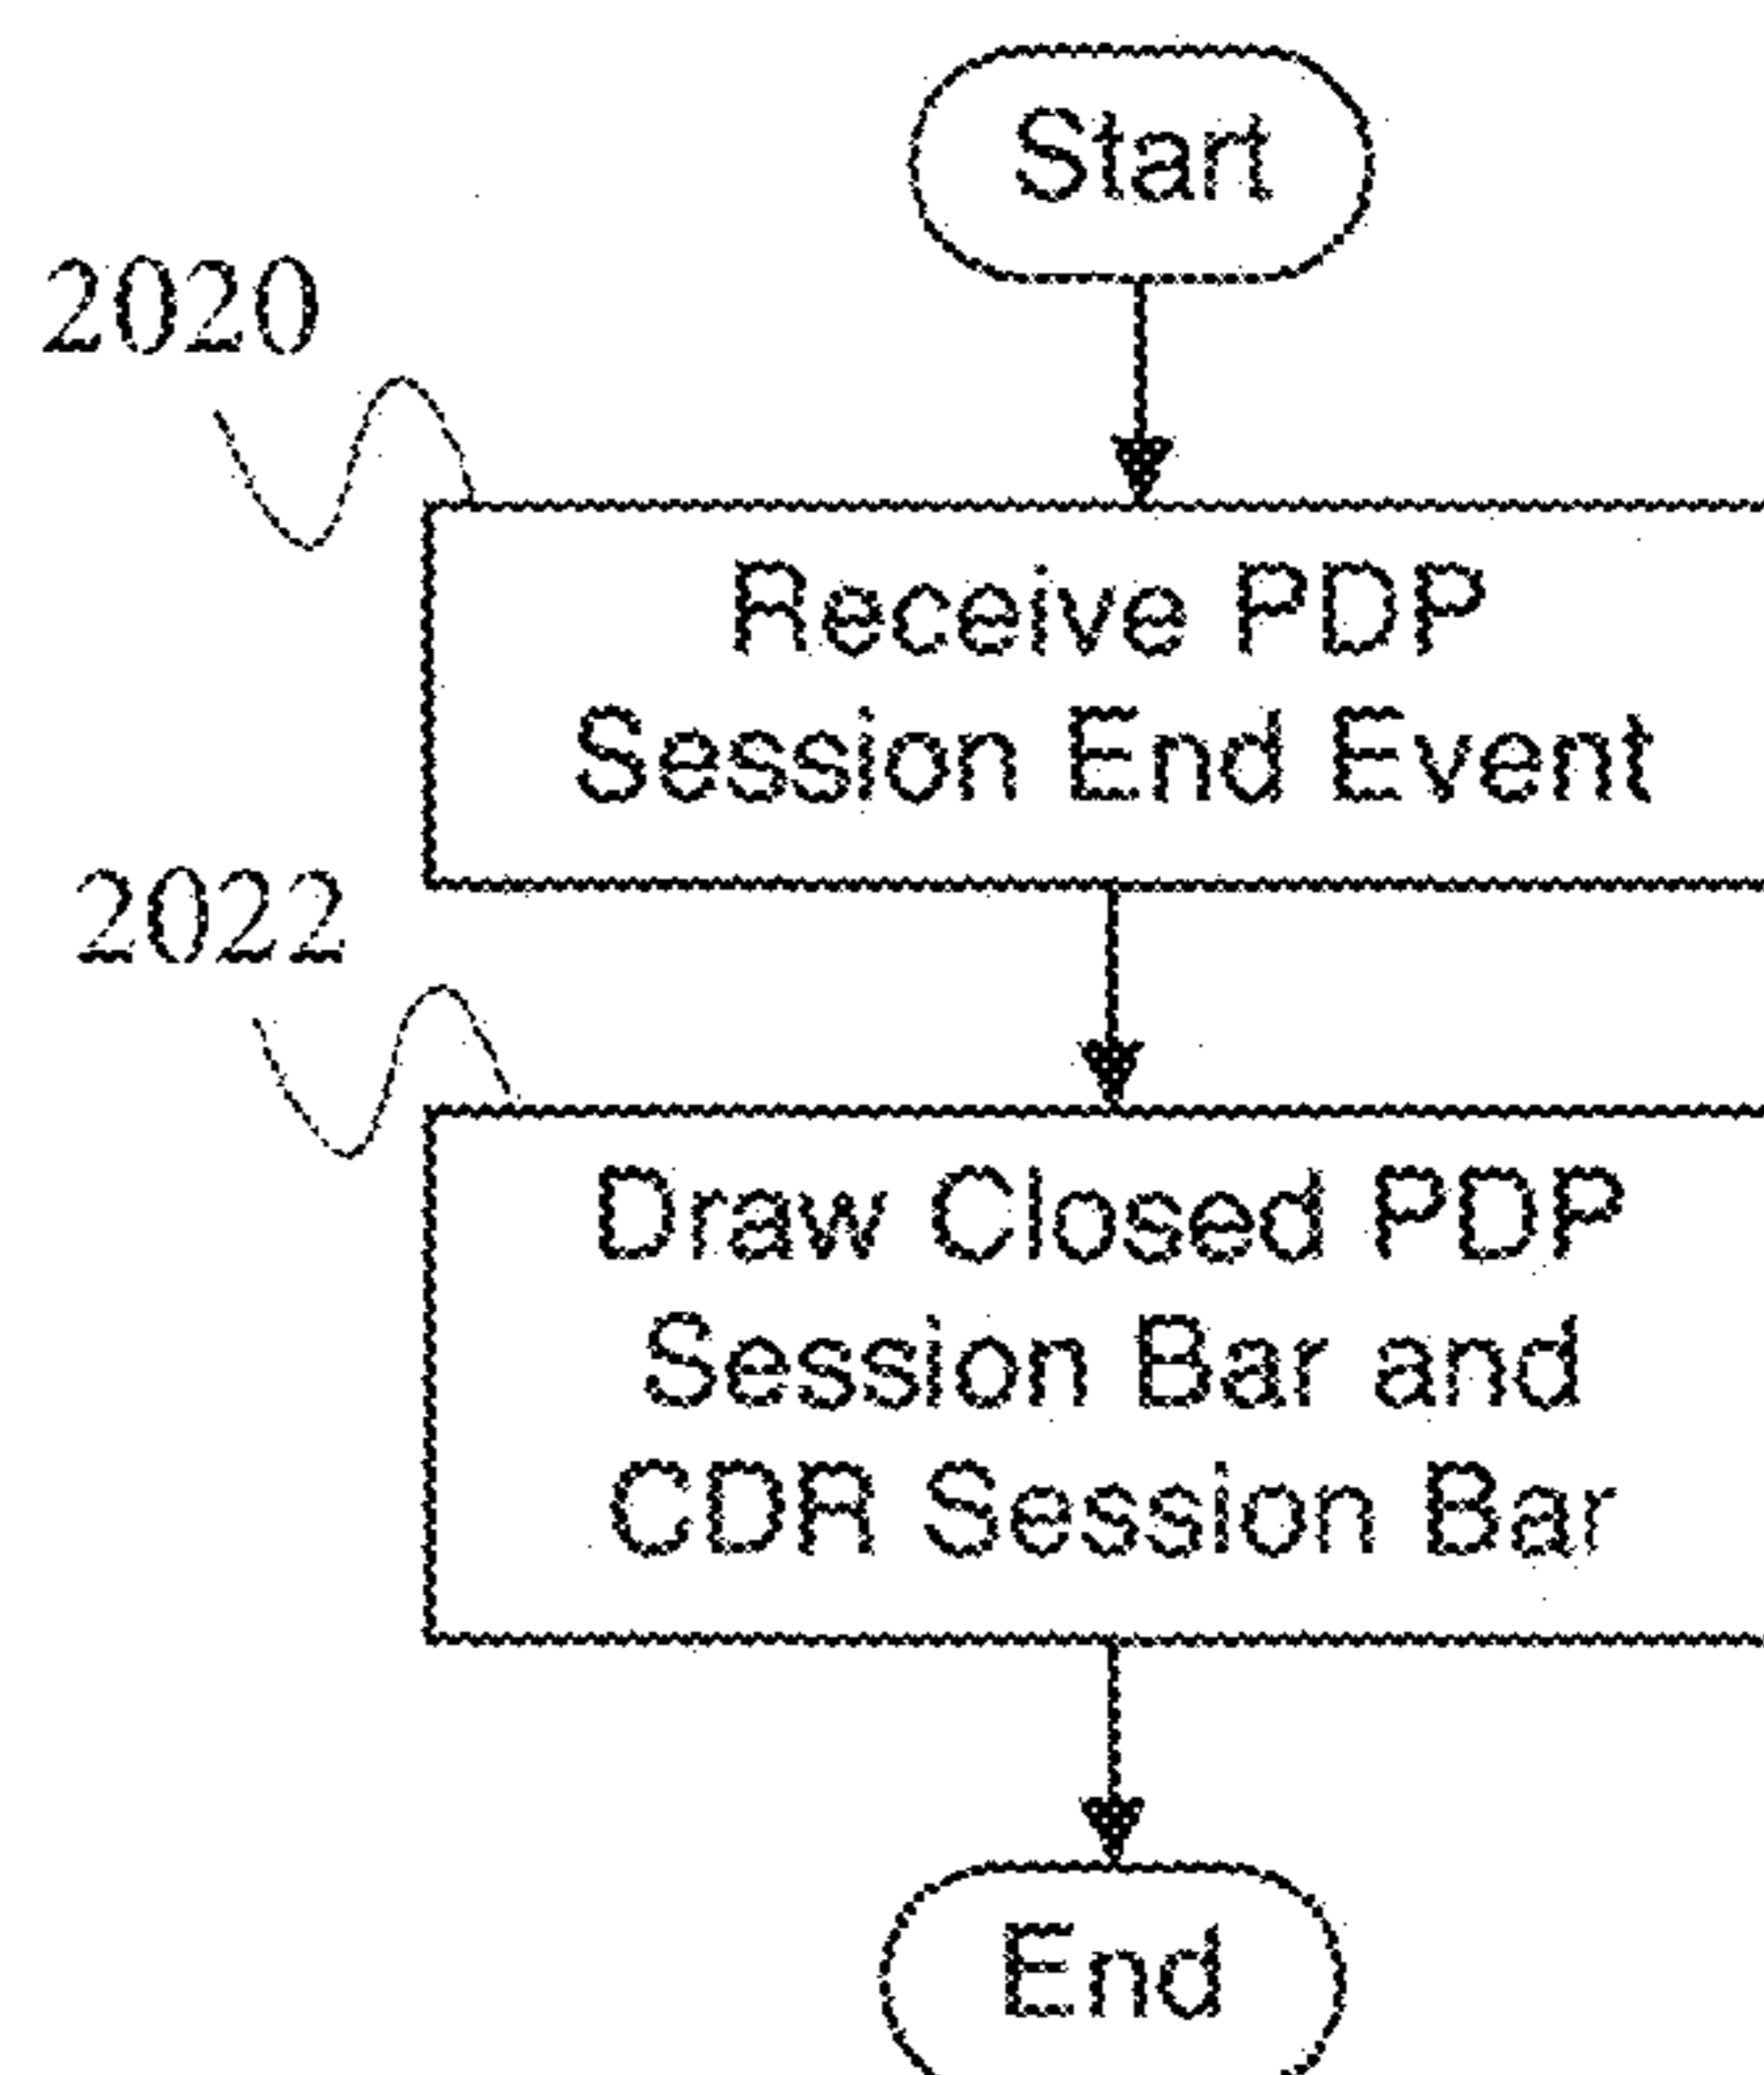 Start
2020
Receive PDP
Session End Event
2022
Draw Closed PDP
Session Bar and
CDR Session Bar
End